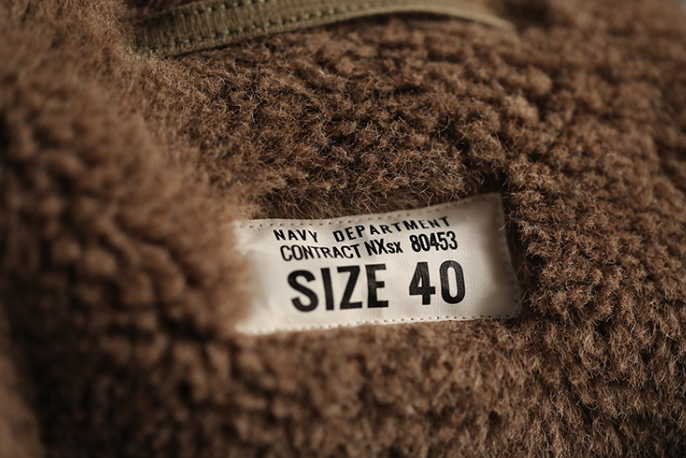 NAVY DEPARTMENT
CONTRACT NXsx 80453
SIZE 40